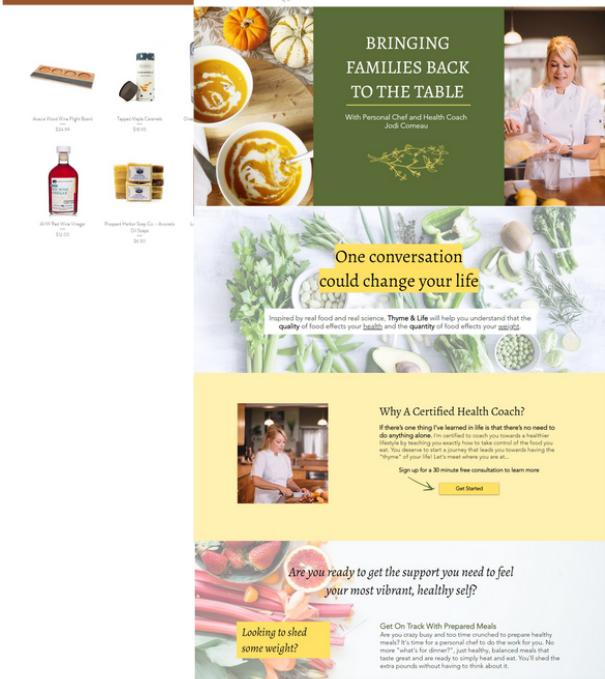 Acacia Wood Wine Flight Board
$34.99
Tapped Maple Caramels
$18.95
All RY Red Wine Vinegar
$12.00
Prospect Harbor Soap Co. - Avocado
Oil Soaps
$6.50
BRINGING
FAMILIES BACK
TO THE TABLE
With Personal Chef and Health Coach
Jodi Comeau
One conversation
could change your life
Inspired by real food and real science, Thyme & Life will help you understand that the
quality of food effects your health and the quantity of food effects your weight.
Why A Certified Health Coach?
If there's one thing I've learned in life is that there's no need to
do anything alone. I'm certified to coach you towards a healthier
lifestyle by teaching you exactly how to take control of the food you
eat. You deserve to start a journey that leads you towards having the
"thyme" of your life! Let's meet where you are at...
Sign up for a 30 minute free consultation to learn more
Get Started
Are you ready to get the support you need to feel
your most vibrant, healthy self?
Looking to shed
some weight?
Get On Track With Prepared Meals
Are you crazy busy and too time crunched to prepare healthy
meals? It's time for a personal chef to do the work for you. No
more "what's for dinner?", just healthy, balanced meals that
taste great and are ready to simply heat and eat. You'll shed the
extra pounds without having to think about it.